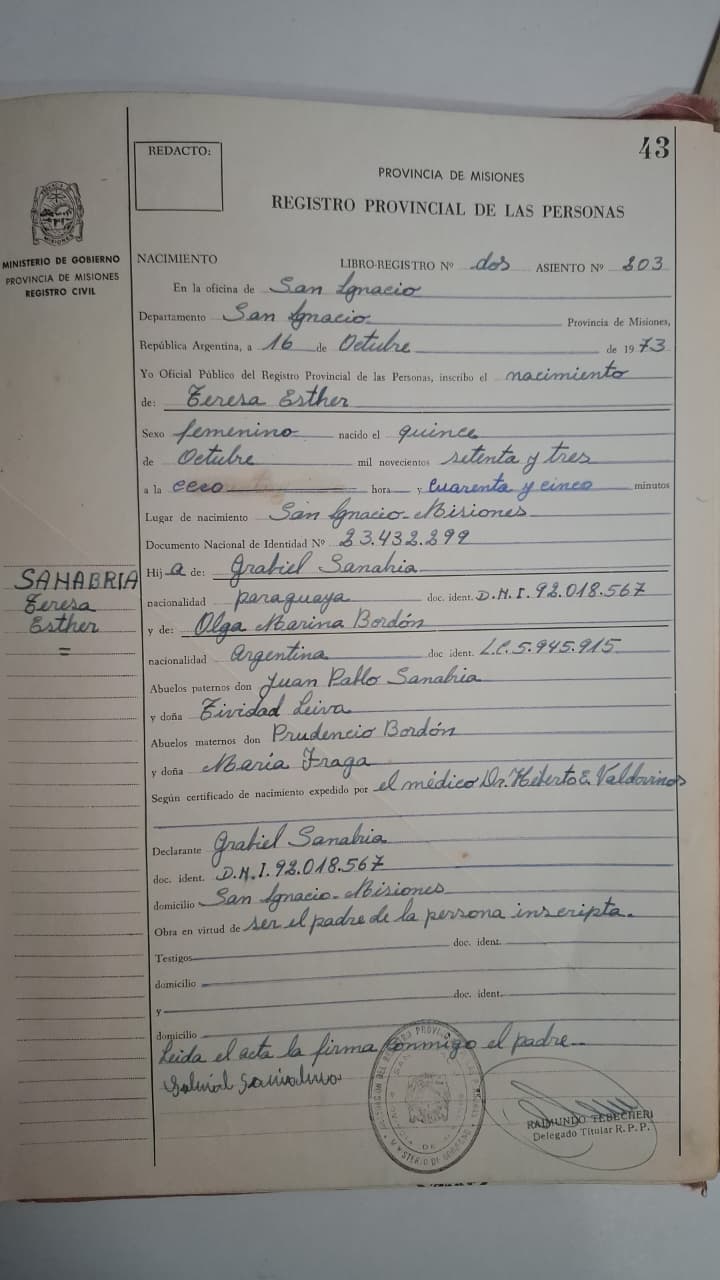 43
REDACTO:
PROVINCIA DE MISIONES
REGISTRO PROVINCIAL DE LAS PERSONAS
MINISTERIO DE GOBIERNO
PROVINCIA DE MISIONES
REGISTRO CIVIL
NACIMIENTO LIBRO-REGISTRO Nº dos ASIENTO Nº 203
En la oficina de San Ignacio
Departamento San Ignacio Provincia de Misiones,
República Argentina, a 16 de Octubre de 1973
Yo Oficial Público del Registro Provincial de las Personas, inscribo el nacimiento
de: Teresa Esther
Sexo femenino nacido el quince
de Octubre mil novecientos setenta y tres
a la cero hora y cuarenta y cinco minutos
Lugar de nacimiento San Ignacio-Misiones
Documento Nacional de Identidad Nº 23.432.299
SANABRIA
Teresa
Esther
=
Hija de: Grabiel Sanabria
nacionalidad paraguaya doc. ident. D.N.I. 92.018.567
y de: Olga Marina Bordón
nacionalidad Argentina doc ident. L.C. 5.945.915
Abuelos paternos don Juan Pablo Sanabria
y doña Tividad Leiva
Abuelos maternos don Prudencio Bordón
y doña María Fraga
Según certificado de nacimiento expedido por el médico Dr. Heberto E. Valdovinos
Declarante Grabiel Sanabria
doc. ident. D.N.I. 92.018.567
domicilio San Ignacio-Misiones
Obra en virtud de ser el padre de la persona inscripta.
Testigos doc. ident.
domicilio
y doc. ident.
domicilio
Leida el acta la firma conmigo el padre
RAIMUNDO TEBECHERI
Delegado Titular R.P.P.
MINISTERIO DE GOBIERNO